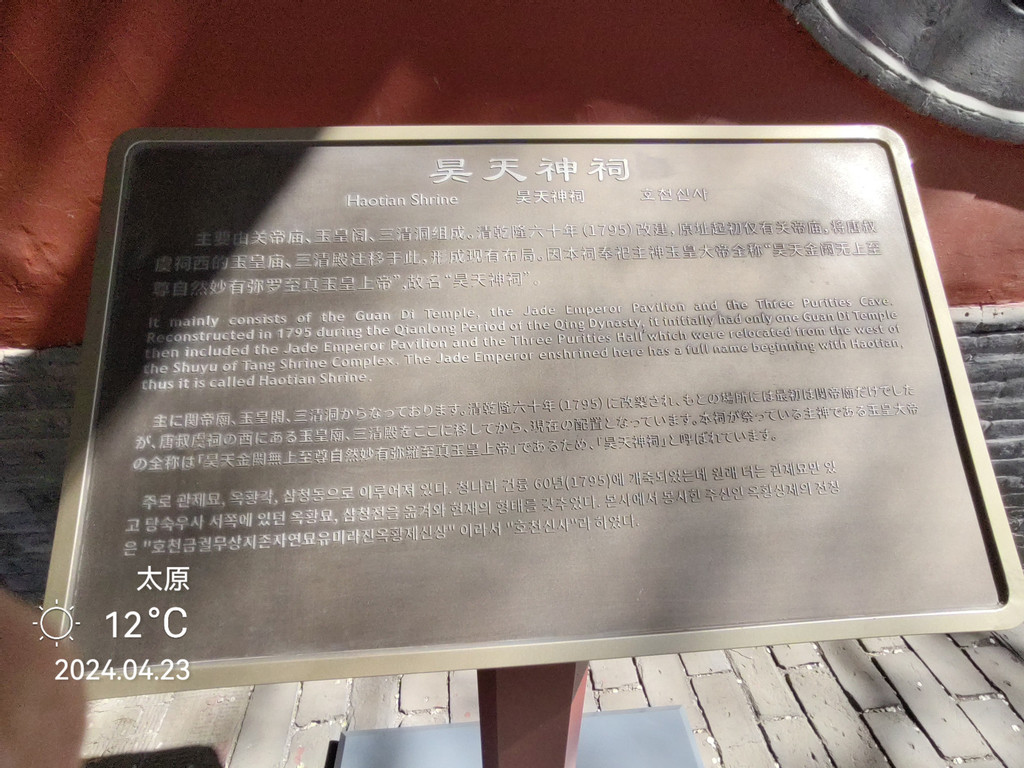 昊天神祠
Haotian Shrine 昊天神祠 호천신사
主要由关帝庙、玉皇阁、三清洞组成。清乾隆六十年(1795)改建，原址起初仅有关帝庙。将唐叔
虞祠西的玉皇庙、三清殿迁移于此，形成现有布局。因本祠奉祀主神玉皇大帝全称“昊天金阙无上至
尊自然妙有弥罗至真玉皇上帝”，故名“昊天神祠”。
It mainly consists of the Guan Di Temple, the Jade Emperor Pavilion and the Three Purities Cave.
Reconstructed in 1795 during the Qianlong Period of the Qing Dynasty, it initially had only one Guan Di Temple
then included the Jade Emperor Pavilion and the Three Purities Hall which were relocated from the west of
the Shuyu of Tang Shrine Complex. The Jade Emperor enshrined here has a full name beginning with Haotian,
thus it is called Haotian Shrine.
主に関帝廟、玉皇閣、三清洞からなっております。清乾隆六十年(1795)に改築され、もとの場所には最初は関帝廟だけでした
が、唐叔虞祠の西にある玉皇廟、三清殿をここに移してから、現在の配置となっています。本祠が祭っている主神である玉皇大帝
の全称は「昊天金闕無上至尊自然妙有弥羅至真玉皇上帝」であるため、「昊天神祠」と呼ばれています。
주로 관제묘, 옥황각, 삼청동으로 이루어져 있다. 청나라 건륭 60년(1795)에 개축되었는데 원래 터는 관제묘만 있
고 당숙우사 서쪽에 있던 옥황묘, 삼청전을 옮겨와 현재의 형태를 갖추었다. 본사에서 봉시한 주신인 옥황상제의 전칭
은 "호천금궐무상지존자연묘유미라진옥황제신상" 이라서 "호천신사"라 하였다.
太原
12°C
2024.04.23